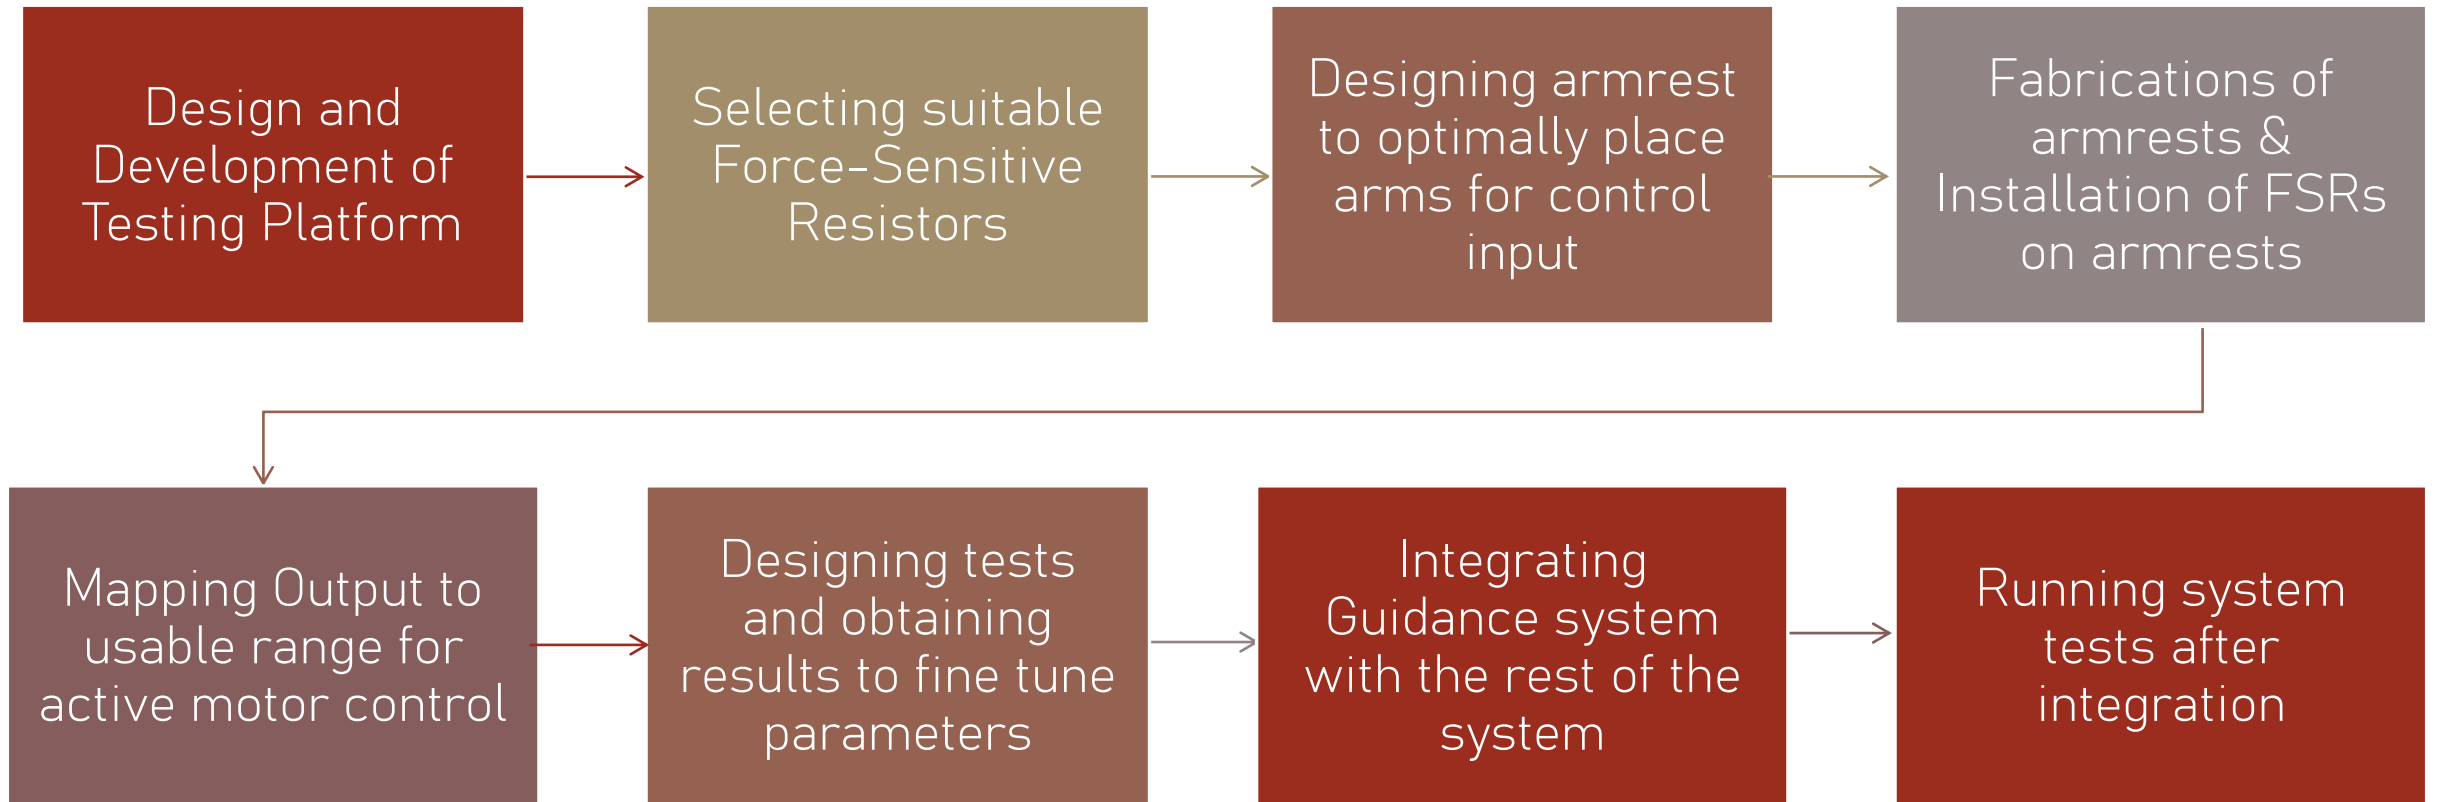 Design and
Development of
Testing Platform
Selecting suitable
Force-Sensitive
Resistors
Designing armrest
to optimally place
arms for control
input
Fabrications of
armrests &
Installation of FSRs
on armrests
Mapping Output to
usable range for
active motor control
Designing tests
and obtaining
results to fine tune
parameters
Integrating
Guidance system
with the rest of the
system
Running system
tests after
integration